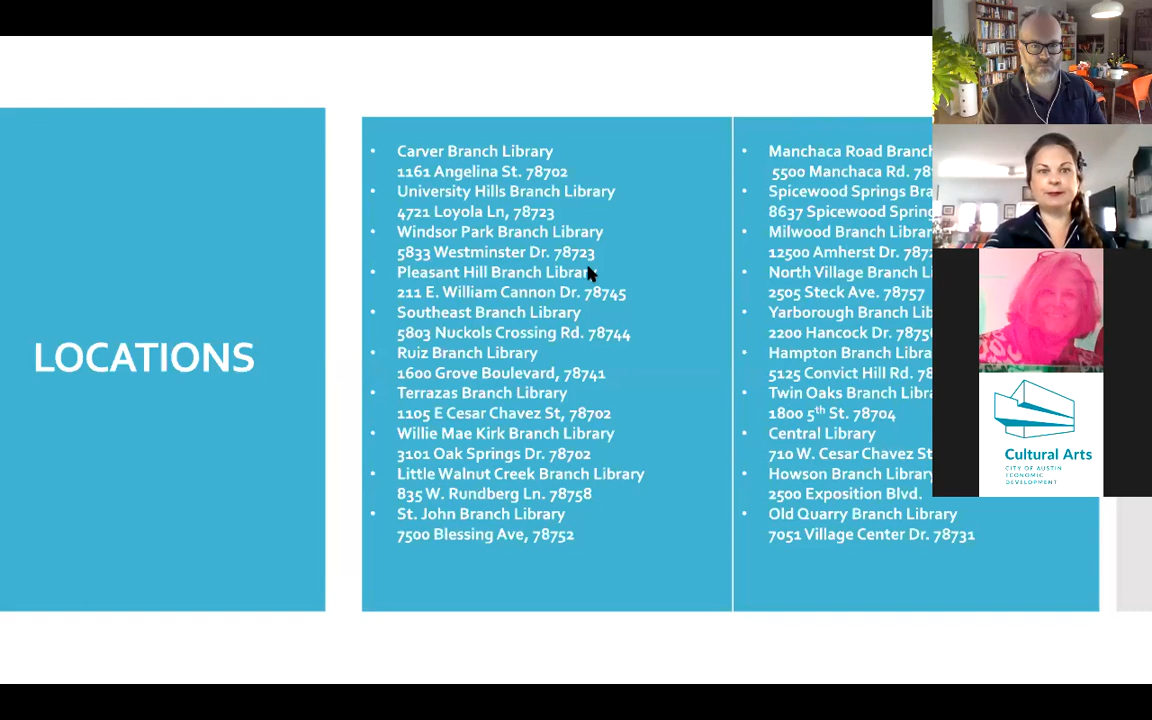 LOCATIONS
Carver Branch Library
1161 Angelina St. 78702
University Hills Branch Library
4721 Loyola Ln, 78723
Windsor Park Branch Library
5833 Westminster Dr. 78723
Pleasant Hill Branch Library
211 E. William Cannon Dr. 78745
Southeast Branch Library
5803 Nuckols Crossing Rd. 78744
Ruiz Branch Library
1600 Grove Boulevard, 78741
Terrazas Branch Library
1105 E Cesar Chavez St, 78702
Willie Mae Kirk Branch Library
3101 Oak Springs Dr. 78702
Little Walnut Creek Branch Library
835 W. Rundberg Ln. 78758
St. John Branch Library
7500 Blessing Ave, 78752
Manchaca Road Branch
5500 Manchaca Rd.
Spicewood Springs
8637 Spicewood
Milwood Branch
12500 Amherst Dr.
North Village Branch
2505 Steck Ave. 78757
Yarborough Branch
2200 Hancock Dr.
Hampton Branch
5125 Convict Hill Rd.
Twin Oaks Branch
1800 5th St. 78704
Central Library
710 W. Cesar Chavez St
Howson Branch Library
2500 Exposition Blvd.
Old Quarry Branch Library
7051 Village Center Dr. 78731
Cultural Arts
CITY OF AUSTIN
ECONOMIC
DEVELOPMENT